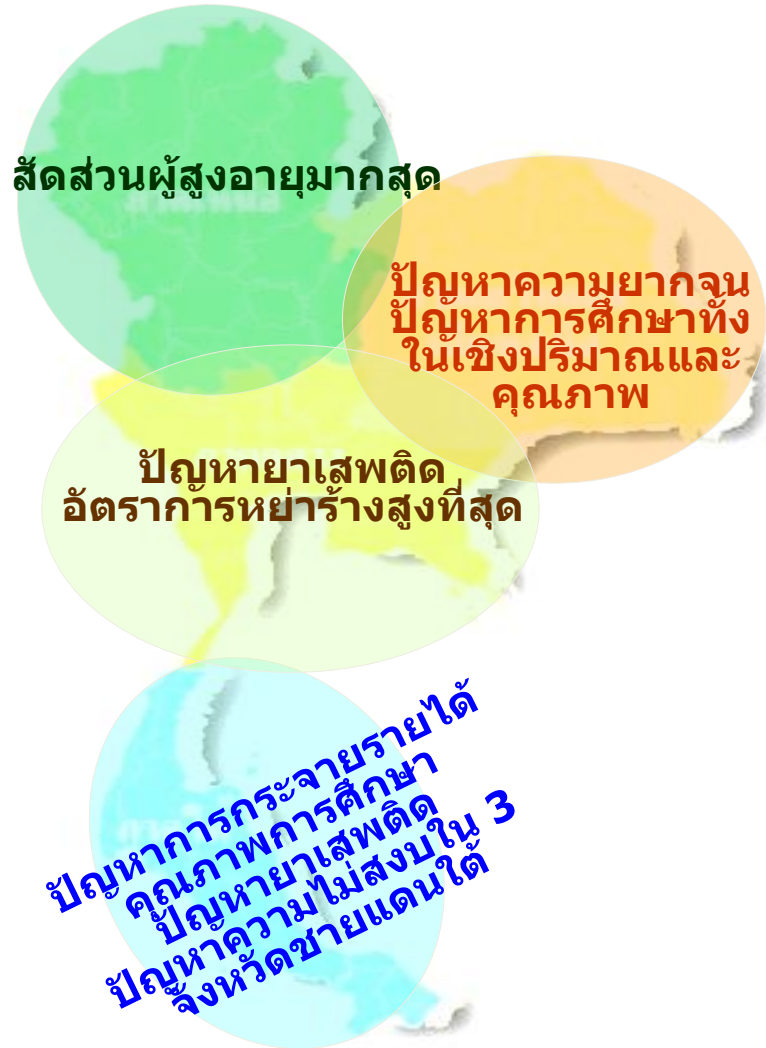 สัดส่วนผู้สูงอายุมากสุด
ปัญหาความยากจน
ปัญหาการศึกษาทั้ง
ในเชิงปริมาณและ
คุณภาพ
ปัญหายาเสพติด
อัตราการหย่าร้างสูงที่สุด
ปัญหาการกระจายรายได้
คุณภาพการศึกษา
ปัญหายาเสพติด
ปัญหาความไม่สงบใน 3
จังหวัดชายแดนใต้